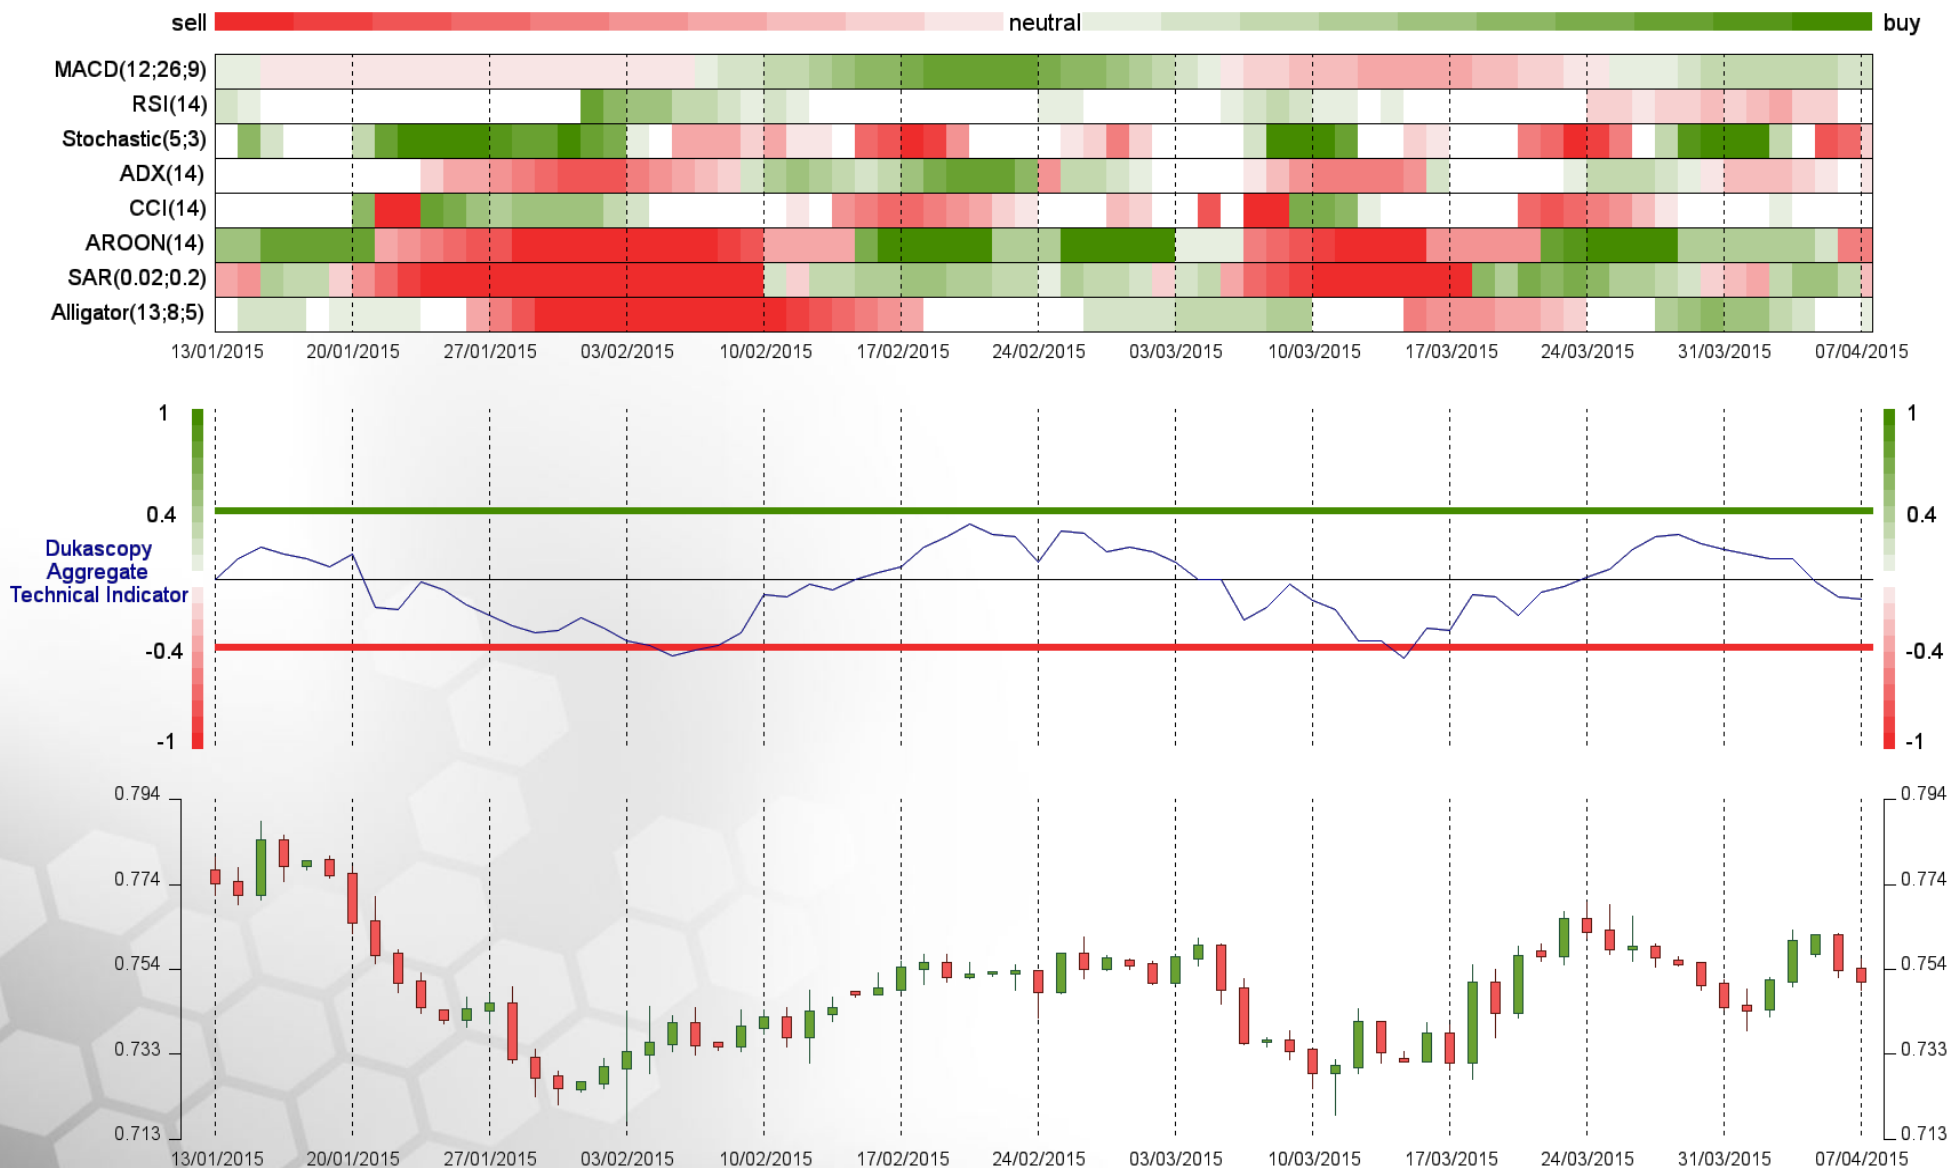 sell neutral buy
MACD(12;26;9)
RSI(14)
Stochastic(5;3)
ADX(14)
CCI(14)
AROON(14)
SAR(0.02;0.2)
Alligator(13;8;5)
13/01/2015 20/01/2015 27/01/2015 03/02/2015 10/02/2015 17/02/2015 24/02/2015 03/03/2015 10/03/2015 17/03/2015 24/03/2015 31/03/2015 07/04/2015
1 1
0.4 0.4
Dukascopy
Aggregate
Technical Indicator
-0.4 -0.4
-1 -1
0.794 0.794
0.774 0.774
0.754 0.754
0.733 0.733
0.713 0.713
13/01/2015 20/01/2015 27/01/2015 03/02/2015 10/02/2015 17/02/2015 24/02/2015 03/03/2015 10/03/2015 17/03/2015 24/03/2015 31/03/2015 07/04/2015